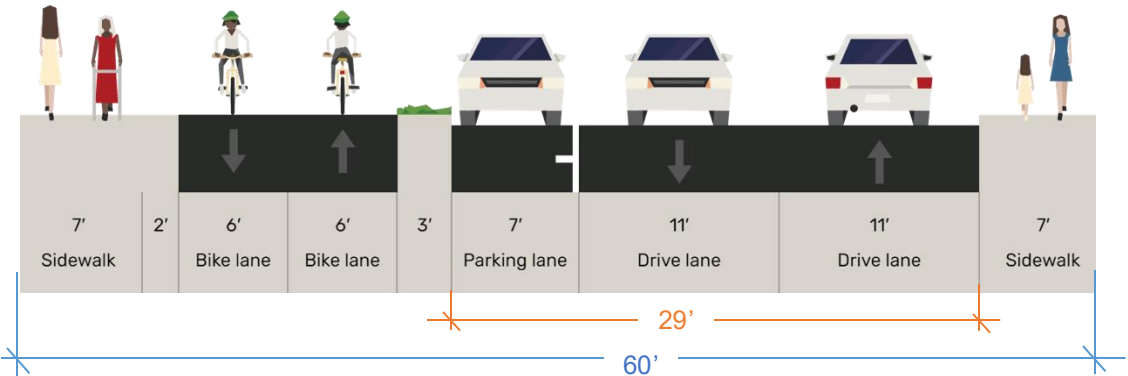 7’ 2’ 6’ 6’ 3’ 7’ 11’ 11’ 7’
Sidewalk Bike lane Bike lane Parking lane Drive lane Drive lane Sidewalk
29’
60’